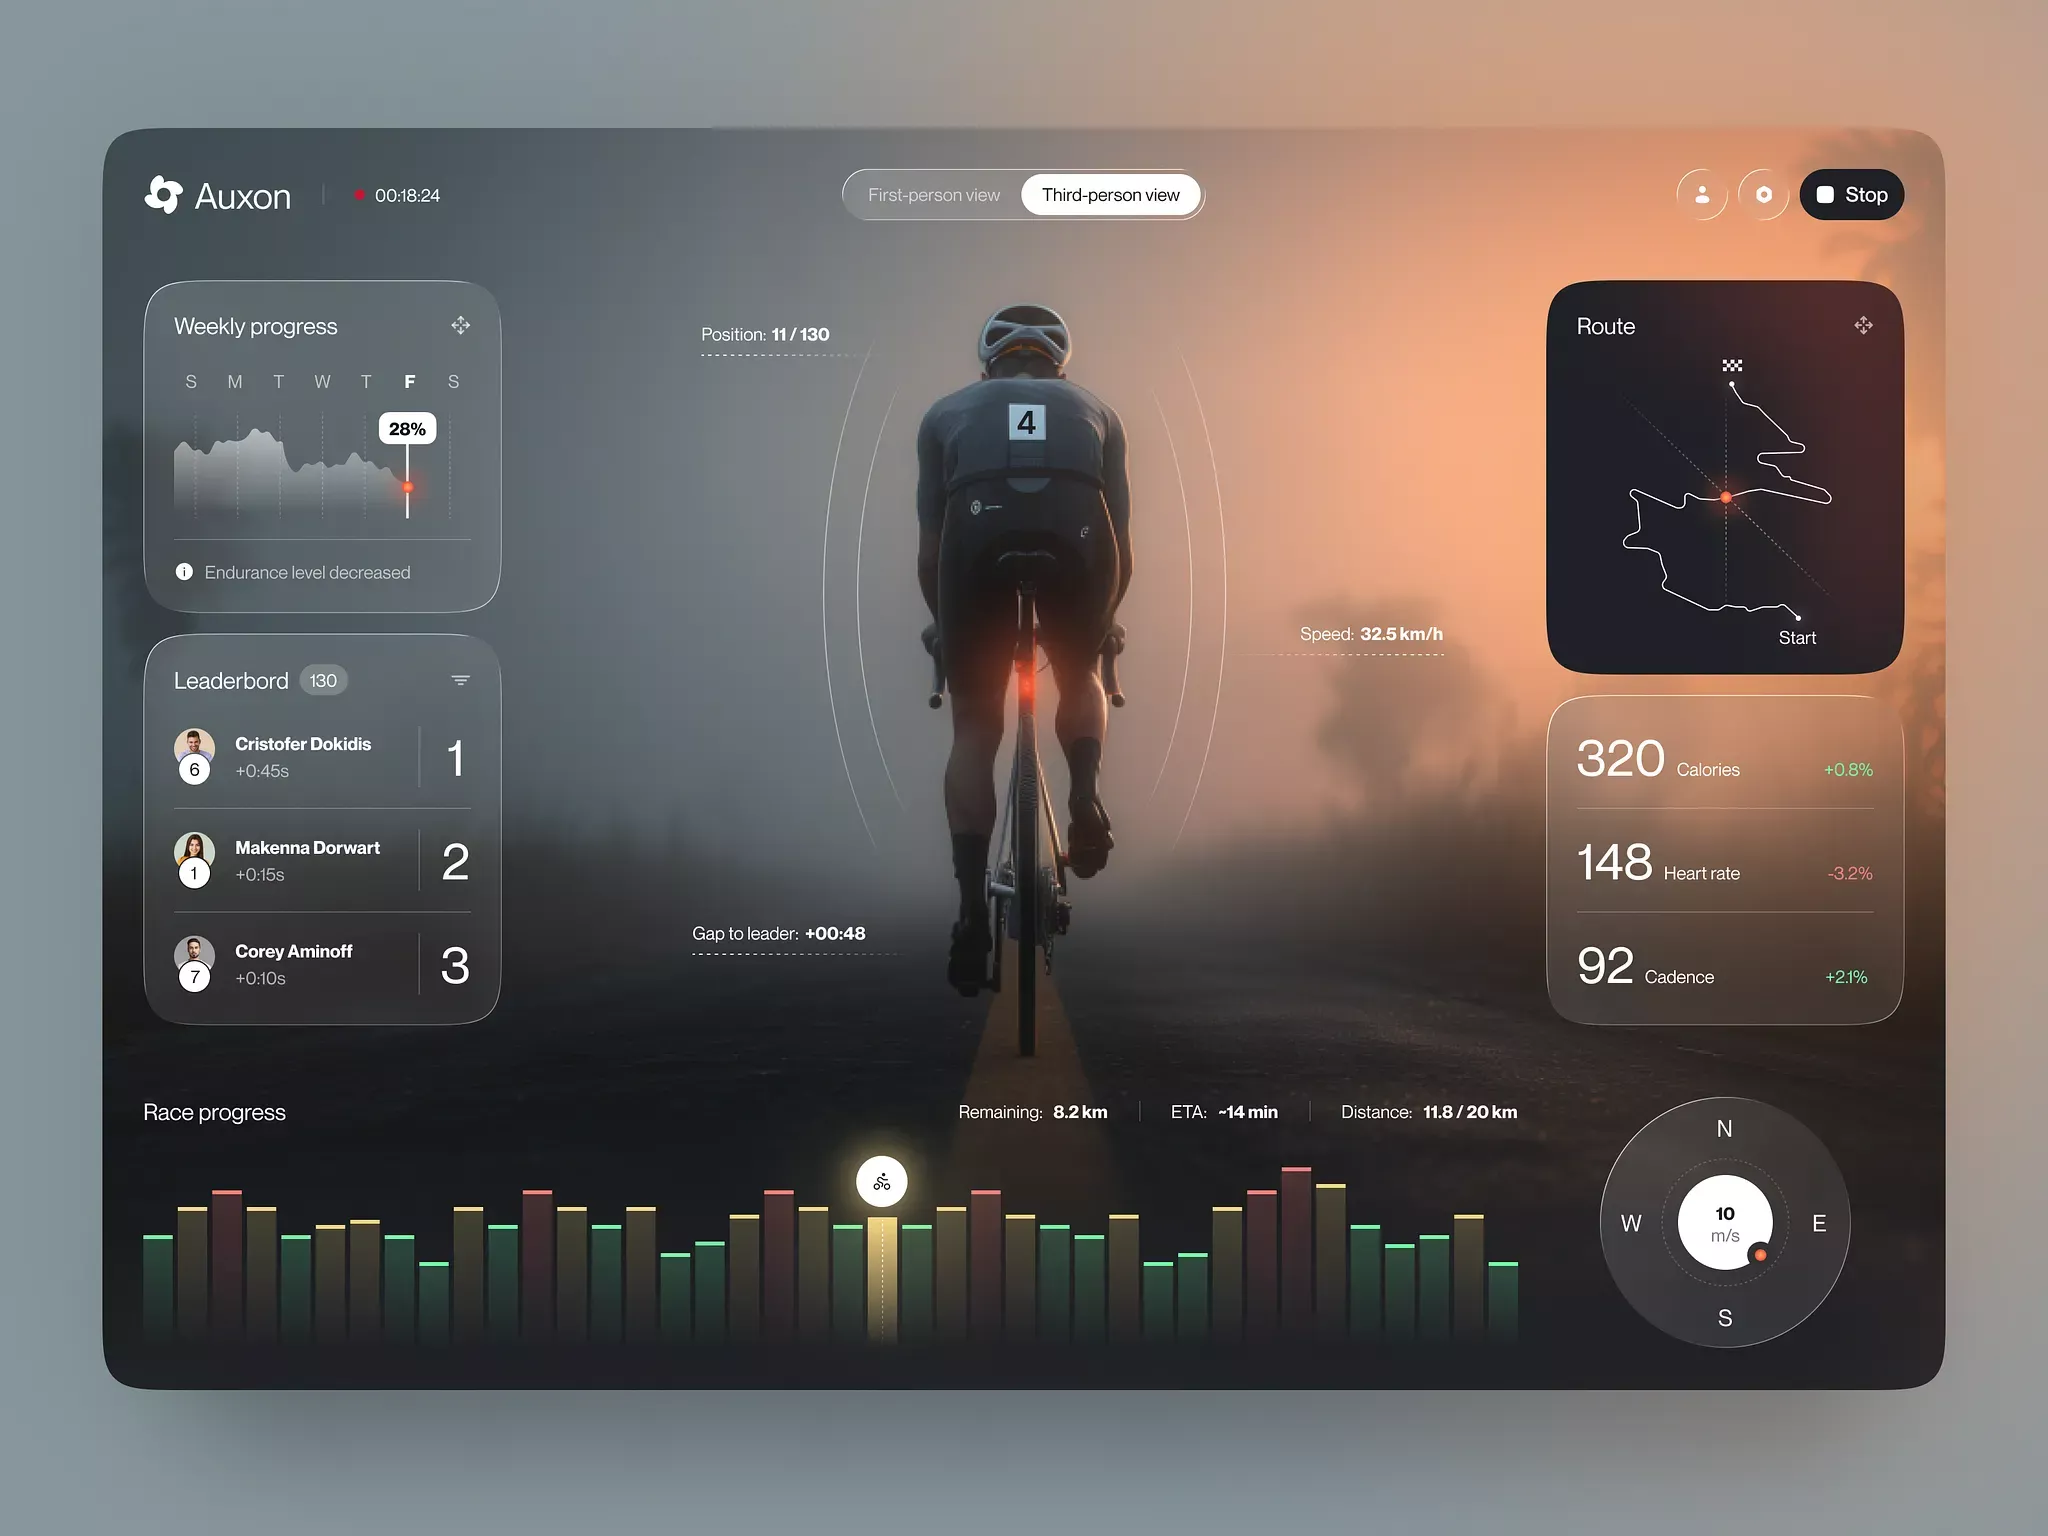 Auxon
00:18:24
First-person view
Third-person view
Stop
Weekly progress
S M T W T F S
28%
Endurance level decreased
Leaderbord 130
Cristofer Dokidis
+0:45s
6
1
Makenna Dorwart
+0:15s
1
2
Corey Aminoff
+0:10s
7
3
Position: 11 / 130
4
Speed: 32.5 km/h
Gap to leader: +00:48
Route
Start
320 Calories +0.8%
148 Heart rate -3.2%
92 Cadence +2.1%
Race progress
Remaining: 8.2 km
ETA: ~14 min
Distance: 11.8 / 20 km
N
W
10
m/s
E
S